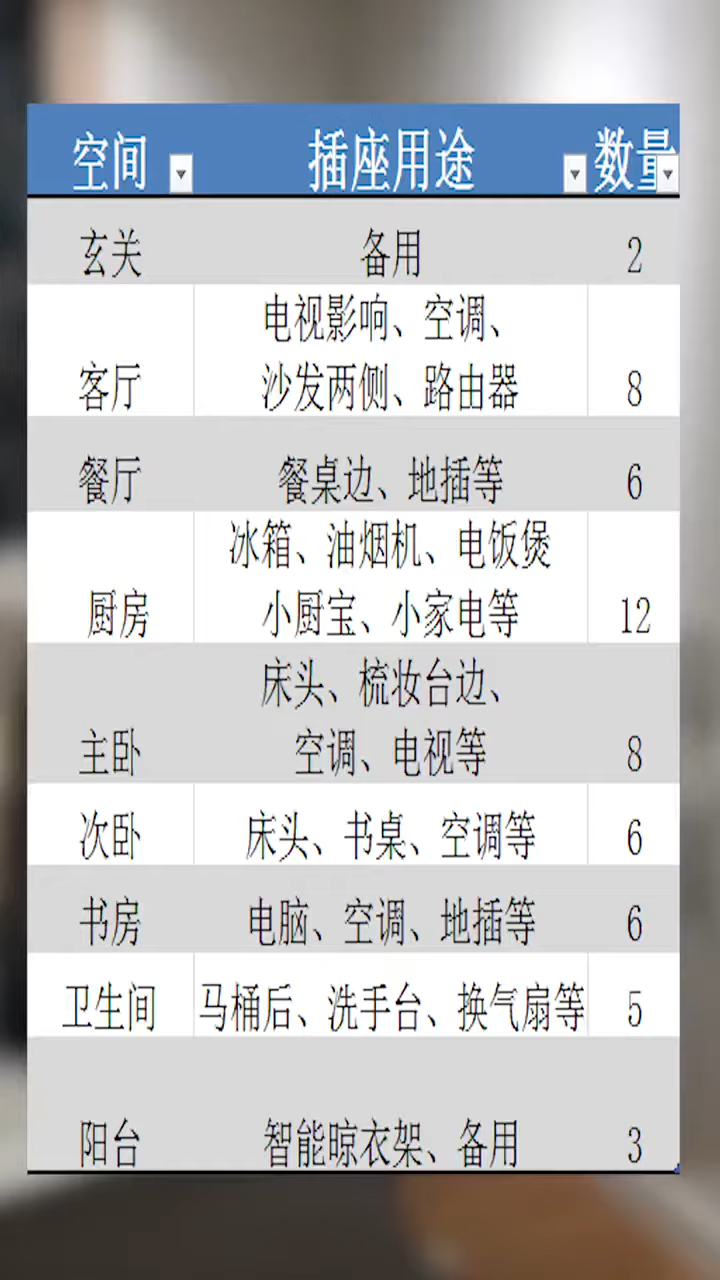 空间 插座用途 数量
玄关 备用 2
电视影响、空调、
客厅 沙发两侧、路由器 8
餐厅 餐桌边、地插等 6
冰箱、油烟机、电饭煲
厨房 小厨宝、小家电等 12
床头、梳妆台边、
主卧 空调、电视等 8
次卧 床头、书桌、空调等 6
书房 电脑、空调、地插等 6
卫生间 马桶后、洗手台、换气扇等 5
阳台 智能晾衣架、备用 3